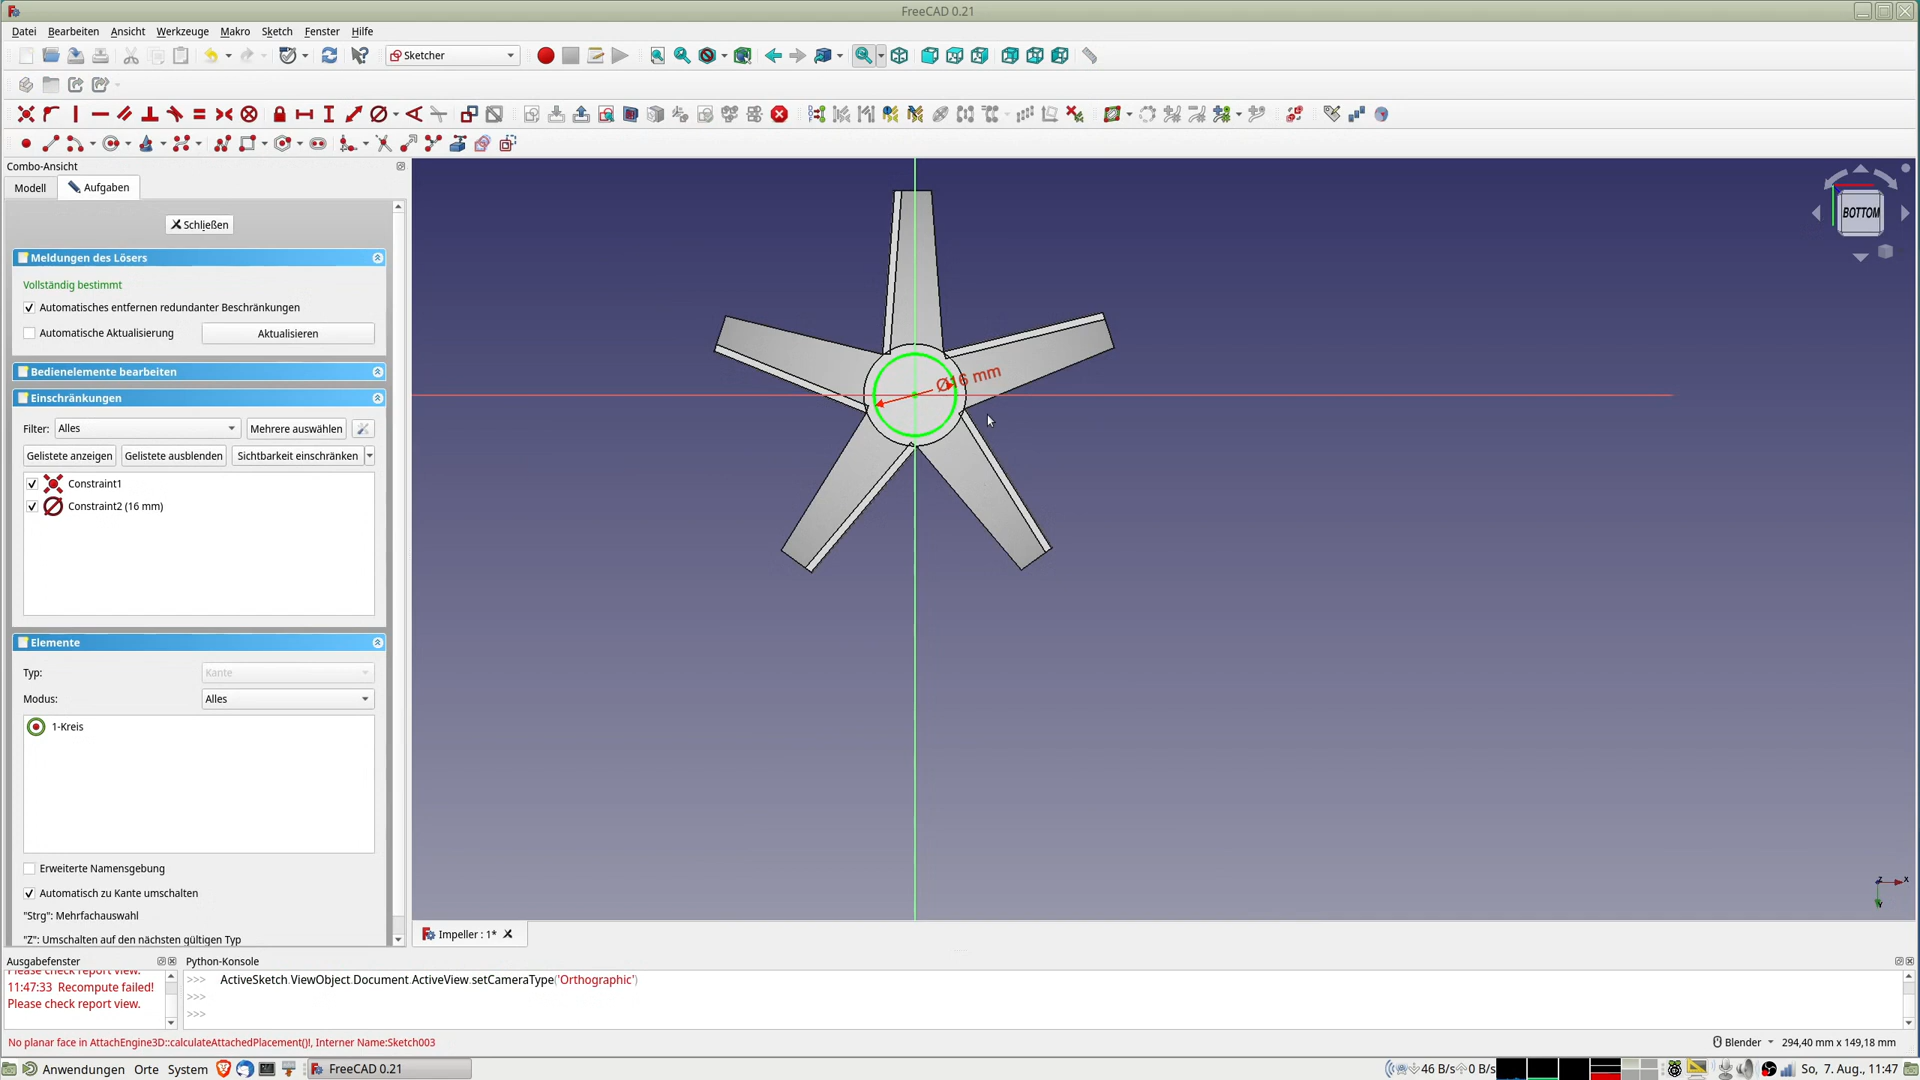 FreeCAD 0.21
Datei Bearbeiten Ansicht Werkzeuge Makro Sketch Fenster Hilfe
Sketcher
Combo-Ansicht
Modell Aufgaben
Schließen
Meldungen des Lösers
Vollständig bestimmt
Automatisches entfernen redundanter Beschränkungen
Automatische Aktualisierung Aktualisieren
Bedienelemente bearbeiten
Einschränkungen
Filter: Alles Mehrere auswählen
Gelistete anzeigen Gelistete ausblenden Sichtbarkeit einschränken
Constraint1
Constraint2 (16 mm)
Elemente
Typ: Kante
Modus: Alles
1-Kreis
Erweiterte Namensgebung
Automatisch zu Kante umschalten
"Strg": Mehrfachauswahl
"Z": Umschalten auf den nächsten gültigen Typ
Ø16 mm
BOTTOM
Z X
Y
Impeller : 1*
Ausgabefenster
Please check report view.
11:47:33 Recompute failed!
Please check report view.
Python-Konsole
>>> ActiveSketch.ViewObject.Document.ActiveView.setCameraType('Orthographic')
>>>
>>>
No planar face in AttachEngine3D::calculateAttachedPlacement()!, Interner Name:Sketch003
Blender 294,40 mm x 149,18 mm
Anwendungen Orte System FreeCAD 0.21 46 B/s 0 B/s So, 7. Aug., 11:47